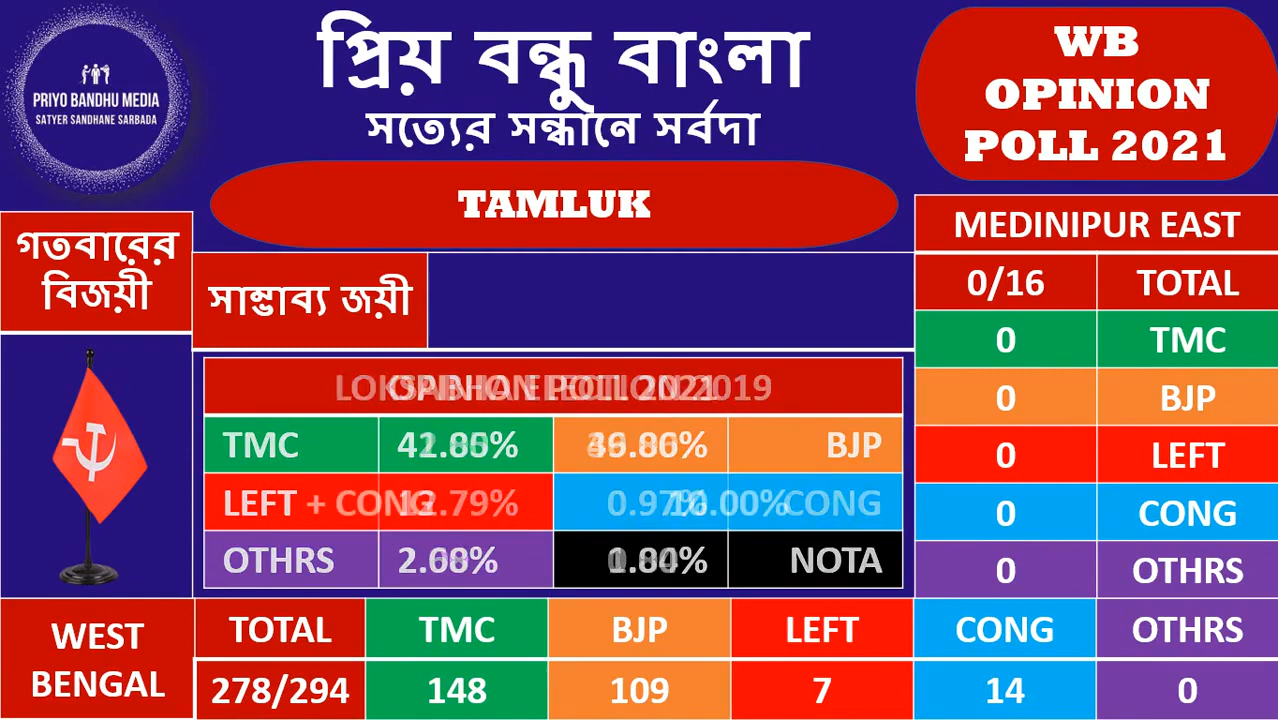 PRIYO BANDHU MEDIA
SATYER SANDHANE SARBADA
প্রিয় বন্ধু বাংলা
সত্যের সন্ধানে সর্বদা
WB
OPINION
POLL 2021
TAMLUK
গতবারের
বিজয়ী
সাম্ভাব্য জয়ী
MEDINIPUR EAST
0/16 TOTAL
0 TMC
0 BJP
0 LEFT
0 CONG
0 OTHRS
TMC BJP
LEFT + CONG CONG
OTHRS NOTA
WEST
BENGAL
TOTAL TMC BJP LEFT CONG OTHRS
278/294 148 109 7 14 0